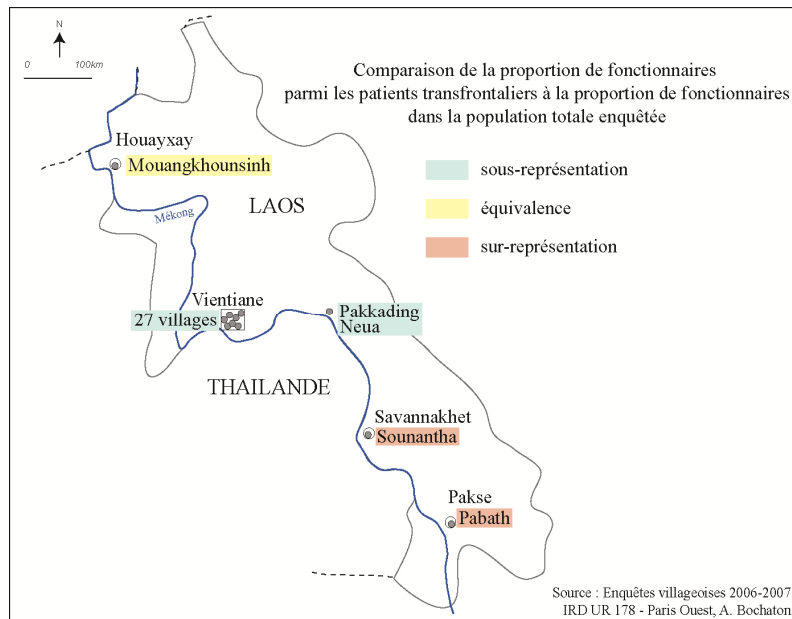 N
0 100km
Comparaison de la proportion de fonctionnaires
parmi les patients transfrontaliers à la proportion de fonctionnaires
dans la population totale enquêtée
sous-représentation
équivalence
sur-représentation
Houayxay
Mouangkhounsinh
Mékong
LAOS
Vientiane
27 villages
Pakkading
Neua
THAILANDE
Savannakhet
Sounantha
Pakse
Pabath
Source : Enquêtes villageoises 2006-2007
IRD UR 178 - Paris Ouest, A. Bochaton